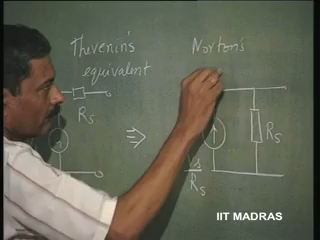 Thevenin's
equivalent
Norton's
Rs
Rs
Vs
Rs
IIT MADRAS